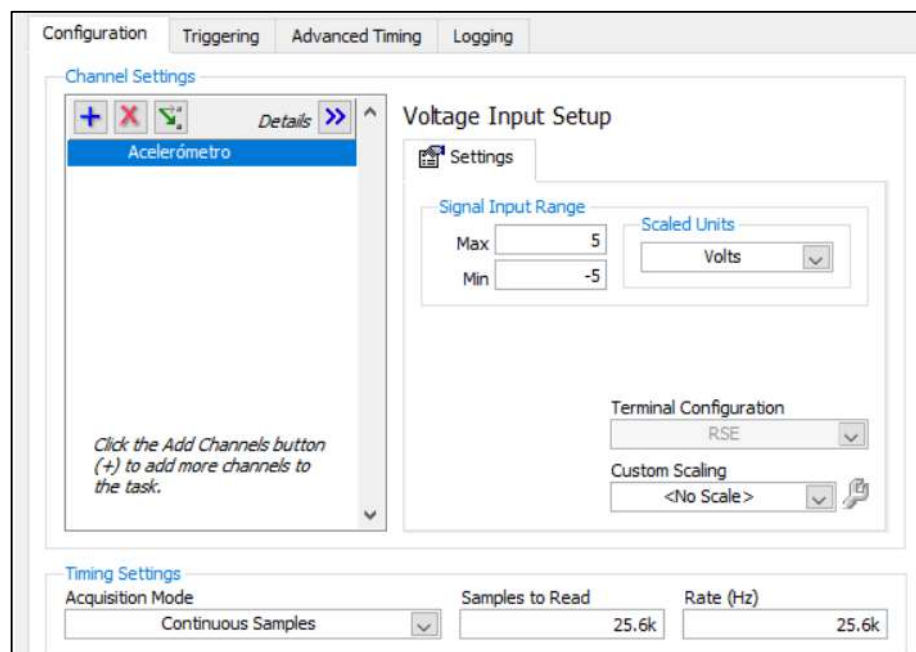 Configuration Triggering Advanced Timing Logging
Channel Settings
Details
Acelerómetro
Click the Add Channels button
(+) to add more channels to
the task.
Voltage Input Setup
Settings
Signal Input Range
Max 5
Min -5
Scaled Units
Volts
Terminal Configuration
RSE
Custom Scaling
<No Scale>
Timing Settings
Acquisition Mode Samples to Read Rate (Hz)
Continuous Samples 25.6k 25.6k